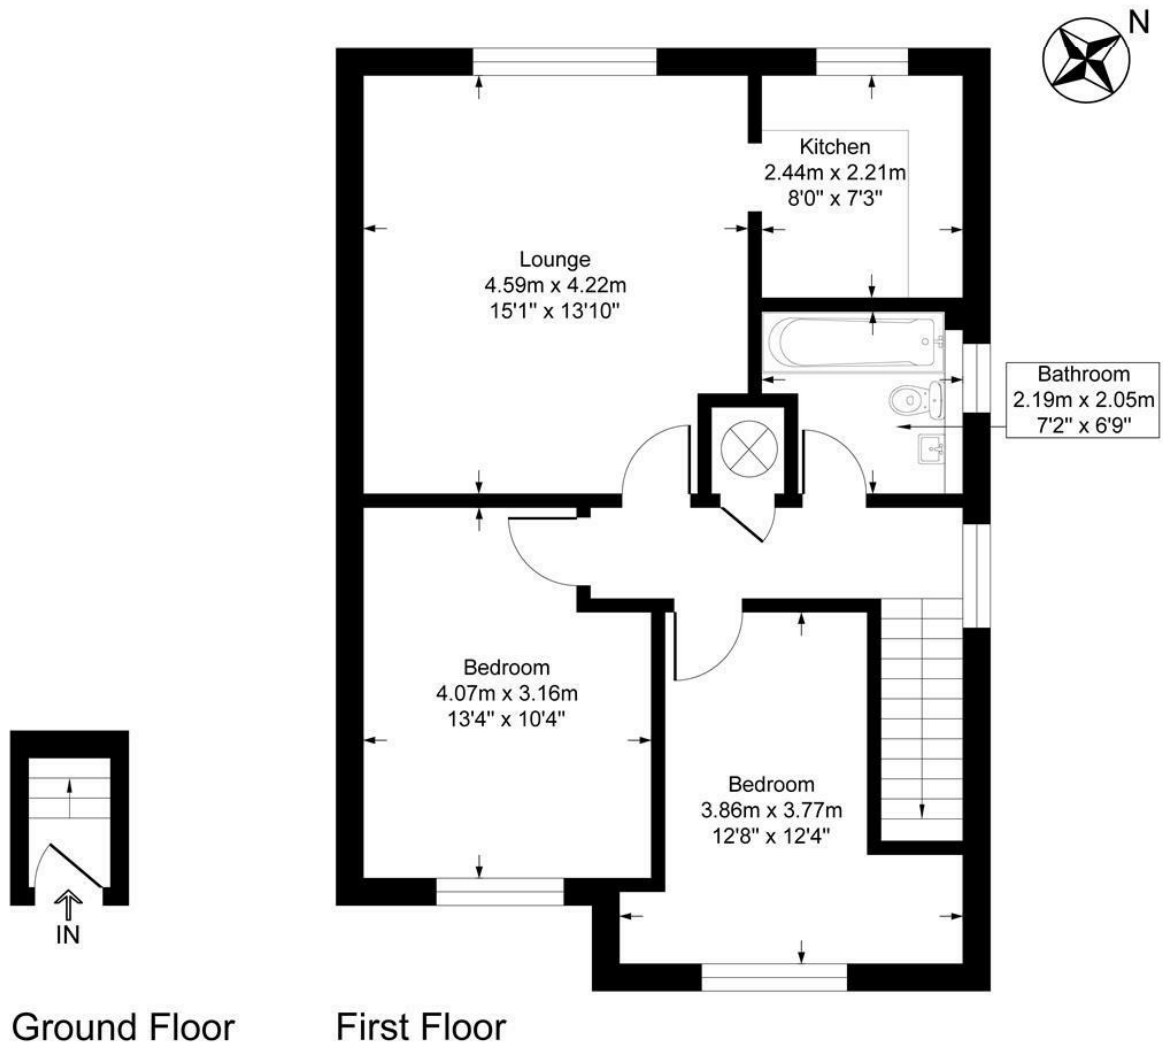 N
Kitchen
2.44m x 2.21m
8'0" x 7'3"
Lounge
4.59m x 4.22m
15'1" x 13'10"
Bathroom
2.19m x 2.05m
7'2" x 6'9"
Bedroom
4.07m x 3.16m
13'4" x 10'4"
Bedroom
3.86m x 3.77m
12'8" x 12'4"
IN
Ground Floor
First Floor